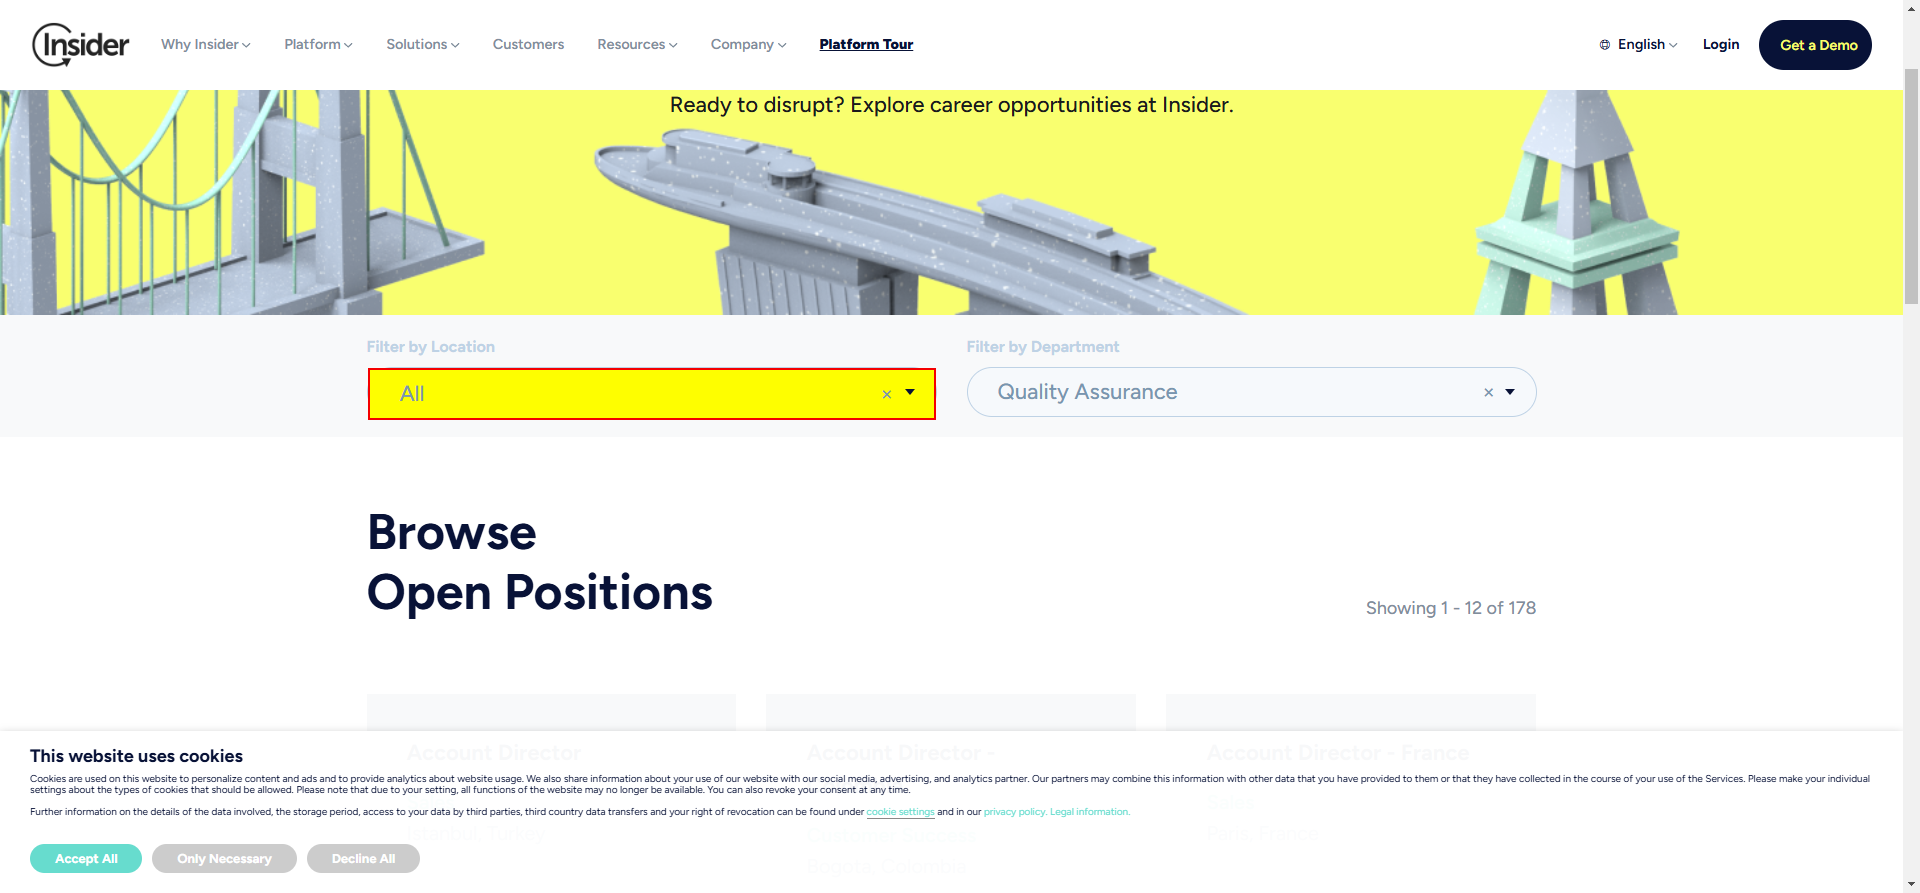 Insider
Why Insider
Platform
Solutions
Customers
Resources
Company
Platform Tour
English
Login
Get a Demo
Ready to disrupt? Explore career opportunities at Insider.
Filter by Location
Filter by Department
All
×
Quality Assurance
×
Browse
Open Positions
Showing 1 - 12 of 178
Account Director
Account Director -
Account Director - France
This website uses cookies
Cookies are used on this website to personalize content and ads and to provide analytics about website usage. We also share information about your use of our website with our social media, advertising, and analytics partner. Our partners may combine this information with other data that you have provided to them or that they have collected in the course of your use of the Services. Please make your individual
settings about the types of cookies that should be allowed. Please note that due to your setting, all functions of the website may no longer be available. You can also revoke your consent at any time.
Further information on the details of the data involved, the storage period, access to your data by third parties, third country data transfers and your right of revocation can be found under cookie settings and in our privacy policy. Legal information.
Istanbul, Turkey
Paris, France
Bogota, Colombia
Accept All
Only Necessary
Decline All